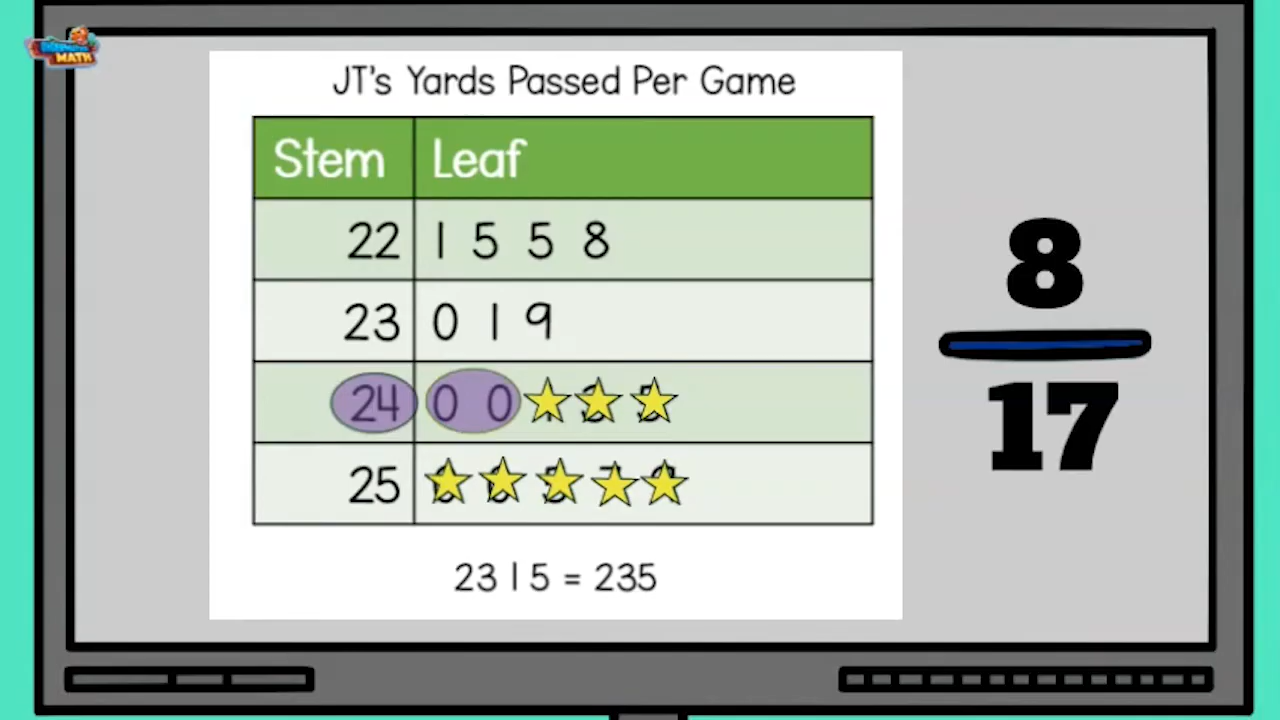 MATH
JT's Yards Passed Per Game
Stem Leaf
22 1 5 5 8
23 0 1 9
24 0 0
25
23 | 5 = 235
8
17